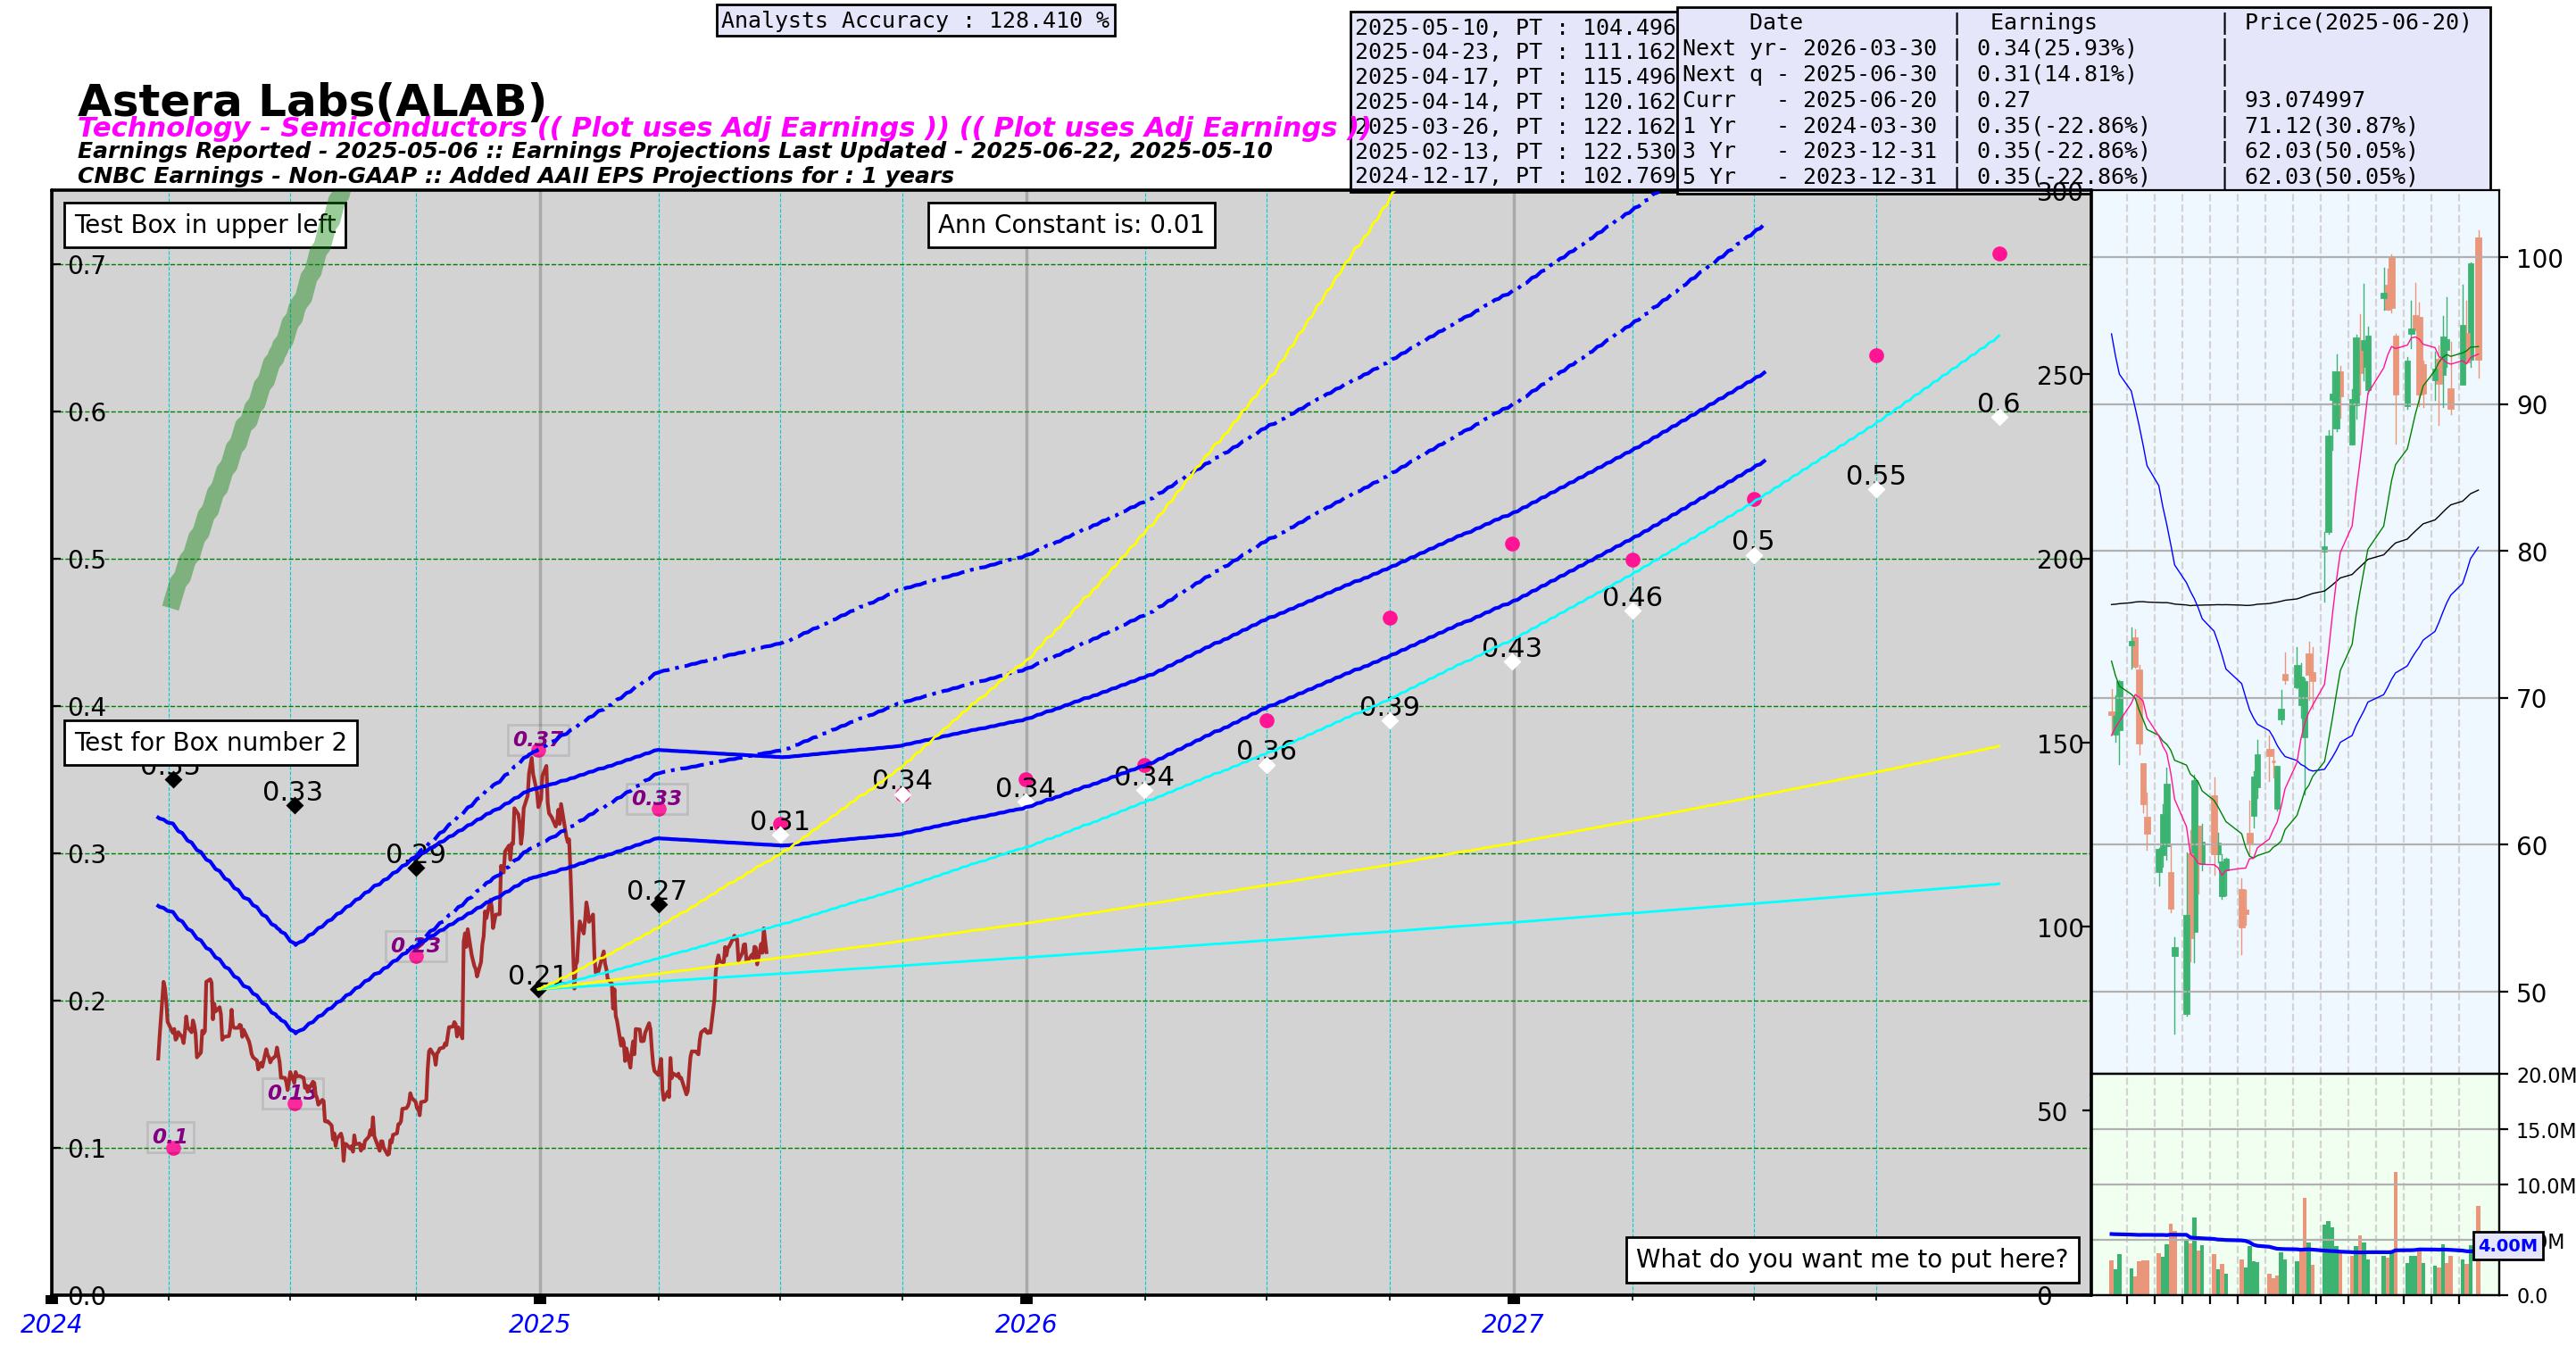 Analysts Accuracy : 128.410 %
2025-05-10, PT : 104.496
2025-04-23, PT : 111.162
2025-04-17, PT : 115.496
2025-04-14, PT : 120.162
2025-03-26, PT : 122.162
2025-02-13, PT : 122.530
2024-12-17, PT : 102.769
Date | Earnings | Price(2025-06-20)
Next yr- 2026-03-30 | 0.34(25.93%) |
Next q - 2025-06-30 | 0.31(14.81%) |
Curr - 2025-06-20 | 0.27 | 93.074997
1 Yr - 2024-03-30 | 0.35(-22.86%) | 71.12(30.87%)
3 Yr - 2023-12-31 | 0.35(-22.86%) | 62.03(50.05%)
5 Yr - 2023-12-31 | 0.35(-22.86%) | 62.03(50.05%)
Astera Labs(ALAB)
Technology - Semiconductors (( Plot uses Adj Earnings )) (( Plot uses Adj Earnings ))
Earnings Reported - 2025-05-06 :: Earnings Projections Last Updated - 2025-06-22, 2025-05-10
CNBC Earnings - Non-GAAP :: Added AAII EPS Projections for : 1 years
Test Box in upper left
Ann Constant is: 0.01
Test for Box number 2
What do you want me to put here?
0.7
0.6
0.5
0.4
0.3
0.2
0.1
0.0
300
250
200
150
100
50
0
0.33
0.29
0.21
0.27
0.31
0.34
0.34
0.34
0.36
0.39
0.43
0.46
0.5
0.55
0.6
0.1
0.13
0.23
0.37
0.33
2024
2025
2026
2027
100
90
80
70
60
50
20.0M
15.0M
10.0M
4.00M
0.0